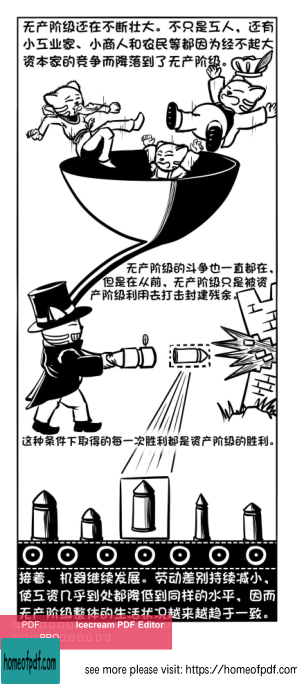 无产阶级还在不断壮大。不只是工人，还有
小工业家、小商人和农民等都因为经不起大
资本家的竞争而降落到了无产阶级。
无产阶级的斗争也一直都在，
但是在从前，无产阶级只是被资
产阶级利用去打击封建残余。
这种条件下取得的每一次胜利都是资产阶级的胜利。
接着，机器继续发展。劳动差别持续减小，
使工资几乎到处都降低到同样的水平，因而
无产阶级整体的生活状况越来越趋于一致。
PDF Icecream PDF Editor
PRO
homeofpdf.com
see more please visit: https://homeofpdf.com